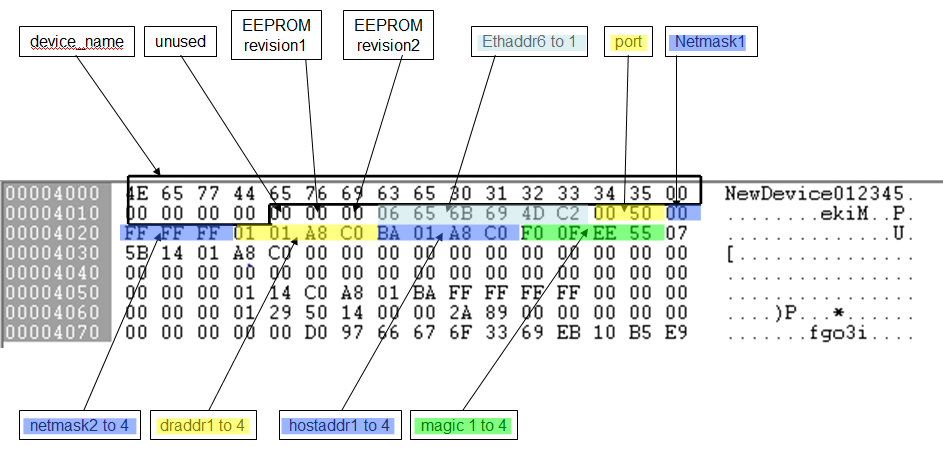 device_name
unused
EEPROM
revision1
EEPROM
revision2
Ethaddr6 to 1
port
Netmask1
00004000 4E 65 77 44 65 76 69 63 65 30 31 32 33 34 35 00 NewDevice012345.
00004010 00 00 00 00 00 00 00 06 65 6B 69 4D C2 00 50 00 ........ekiM..P.
00004020 FF FF FF 01 01 A8 C0 BA 01 A8 C0 F0 0F EE 55 07 ..............U.
00004030 5B 14 01 A8 C0 00 00 00 00 00 00 00 00 00 00 00 [...............
00004040 00 00 00 00 00 00 00 00 00 00 00 00 00 00 00 00 ................
00004050 00 00 00 01 14 C0 A8 01 BA FF FF FF FF 00 00 00 ................
00004060 00 00 00 01 29 50 14 00 00 2A 89 00 00 00 00 00 ....)P...*......
00004070 00 00 00 00 00 D0 97 66 67 6F 33 69 EB 10 B5 E9 .......fgo3i....
netmask2 to 4
draddr1 to 4
hostaddr1 to 4
magic 1 to 4